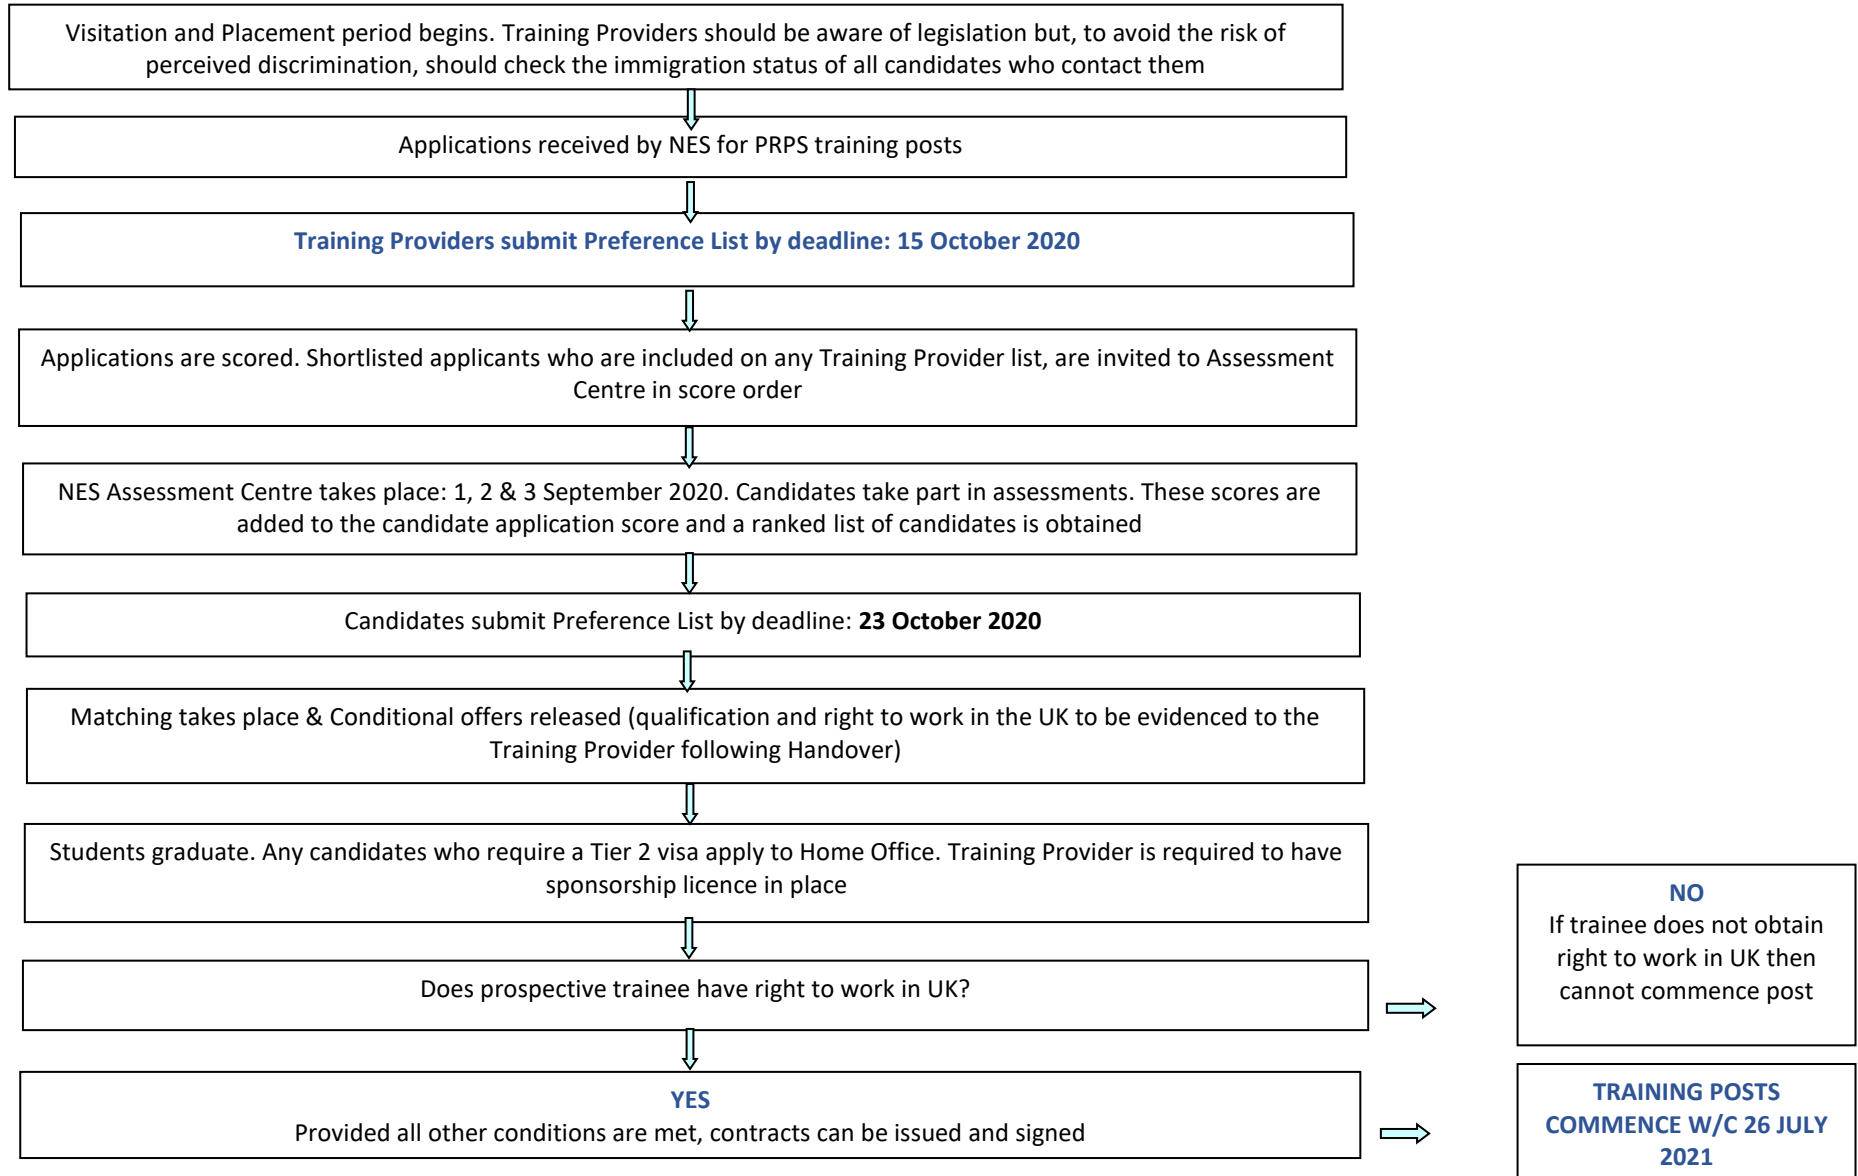 Visitation and Placement period begins. Training Providers should be aware of legislation but, to avoid the risk of
perceived discrimination, should check the immigration status of all candidates who contact them
Applications received by NES for PRPS training posts
Training Providers submit Preference List by deadline: 15 October 2020
Applications are scored. Shortlisted applicants who are included on any Training Provider list, are invited to Assessment
Centre in score order
NES Assessment Centre takes place: 1, 2 & 3 September 2020. Candidates take part in assessments. These scores are
added to the candidate application score and a ranked list of candidates is obtained
Candidates submit Preference List by deadline: 23 October 2020
Matching takes place & Conditional offers released (qualification and right to work in the UK to be evidenced to the
Training Provider following Handover)
Students graduate. Any candidates who require a Tier 2 visa apply to Home Office. Training Provider is required to have
sponsorship licence in place
Does prospective trainee have right to work in UK?
NO
If trainee does not obtain
right to work in UK then
cannot commence post
YES
Provided all other conditions are met, contracts can be issued and signed
TRAINING POSTS
COMMENCE W/C 26 JULY
2021